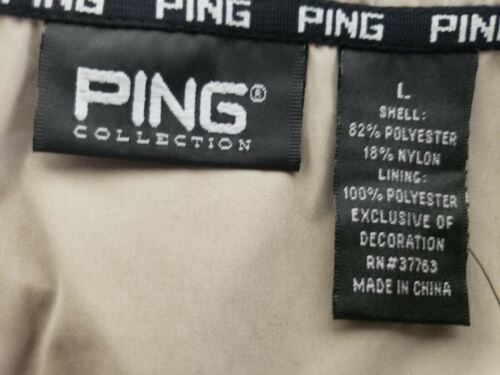 PING PING PING PING
PING®
COLLECTION
L
SHELL:
82% POLYESTER
18% NYLON
LINING:
100% POLYESTER
EXCLUSIVE OF
DECORATION
RN#37763
MADE IN CHINA